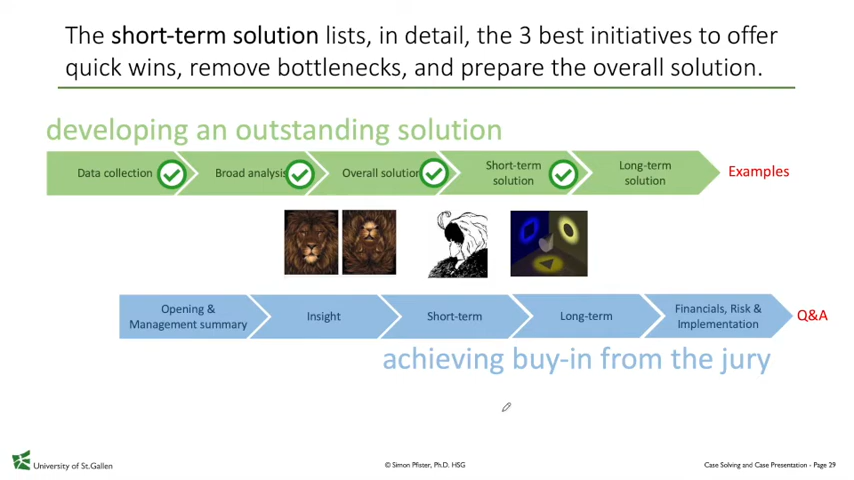 The short-term solution lists, in detail, the 3 best initiatives to offer
quick wins, remove bottlenecks, and prepare the overall solution.
developing an outstanding solution
Data collection
Broad analysis
Overall solution
Short-term
solution
Long-term
solution
Examples
Opening &
Management summary
Insight
Short-term
Long-term
Financials, Risk &
Implementation
Q&A
achieving buy-in from the jury
University of St.Gallen
© Simon Pfister, Ph.D. HSG
Case Solving and Case Presentation - Page 29